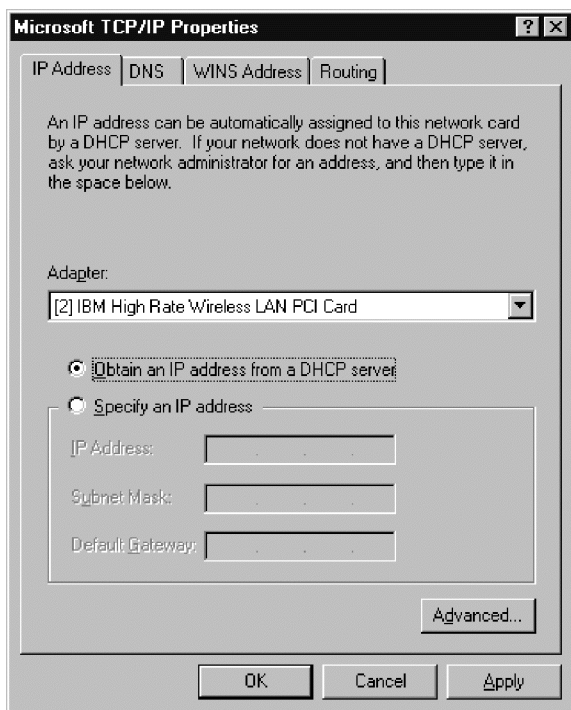 Microsoft TCP/IP Properties
IP Address DNS WINS Address Routing
An IP address can be automatically assigned to this network card
by a DHCP server. If your network does not have a DHCP server,
ask your network administrator for an address, and then type it in
the space below.
Adapter:
[2] IBM High Rate Wireless LAN PCI Card
Obtain an IP address from a DHCP server
Specify an IP address
IP Address:
Subnet Mask:
Default Gateway:
Advanced...
OK Cancel Apply